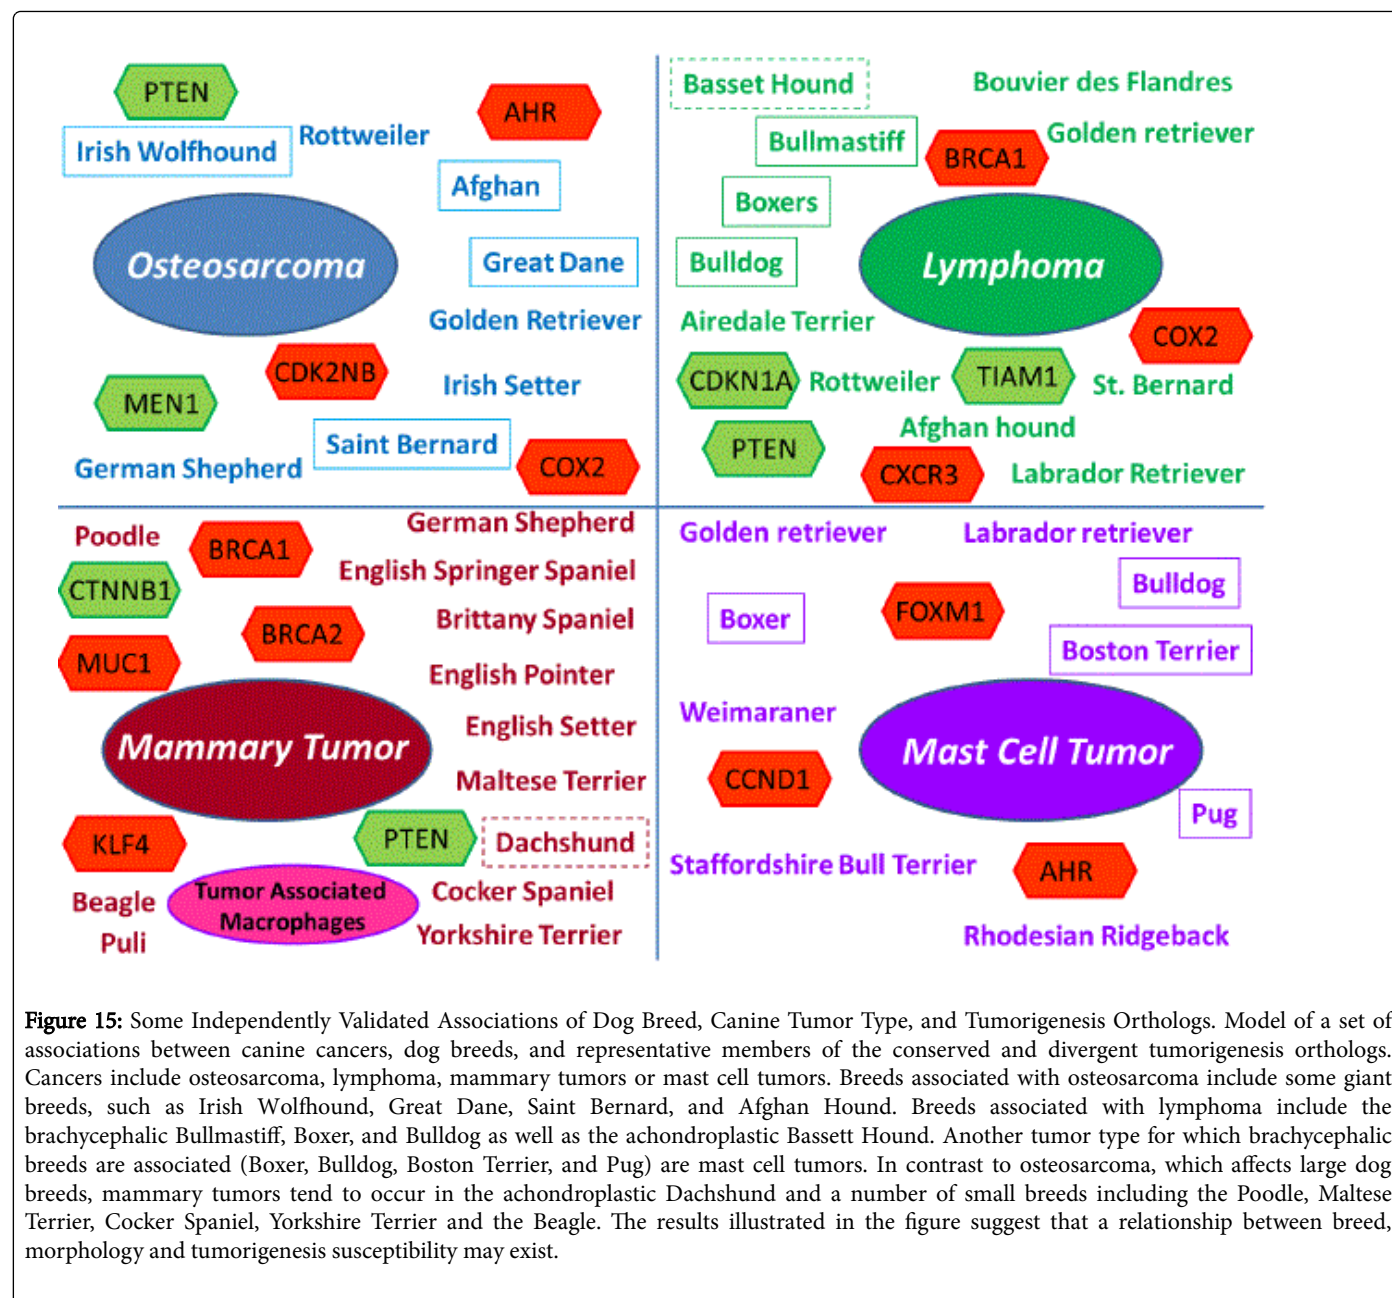 PTEN
AHR
Irish Wolfhound
Rottweiler
Afghan
Osteosarcoma
Great Dane
Golden Retriever
CDK2NB
Irish Setter
MEN1
Saint Bernard
German Shepherd
COX2
Basset Hound
Bouvier des Flandres
Bullmastiff
BRCA1
Golden retriever
Boxers
Bulldog
Lymphoma
Airedale Terrier
COX2
CDKN1A
Rottweiler
TIAM1
St. Bernard
Afghan hound
PTEN
CXCR3
Labrador Retriever
Poodle
BRCA1
German Shepherd
CTNNB1
English Springer Spaniel
BRCA2
Brittany Spaniel
MUC1
English Pointer
English Setter
Mammary Tumor
Maltese Terrier
KLF4
PTEN
Dachshund
Tumor Associated
Macrophages
Cocker Spaniel
Beagle
Puli
Yorkshire Terrier
Golden retriever
Labrador retriever
Bulldog
Boxer
FOXM1
Boston Terrier
Weimaraner
Mast Cell Tumor
CCND1
Pug
Staffordshire Bull Terrier
AHR
Rhodesian Ridgeback
Figure 15: Some Independently Validated Associations of Dog Breed, Canine Tumor Type, and Tumorigenesis Orthologs. Model of a set of
associations between canine cancers, dog breeds, and representative members of the conserved and divergent tumorigenesis orthologs.
Cancers include osteosarcoma, lymphoma, mammary tumors or mast cell tumors. Breeds associated with osteosarcoma include some giant
breeds, such as Irish Wolfhound, Great Dane, Saint Bernard, and Afghan Hound. Breeds associated with lymphoma include the
brachycephalic Bullmastiff, Boxer, and Bulldog as well as the achondroplastic Bassett Hound. Another tumor type for which brachycephalic
breeds are associated (Boxer, Bulldog, Boston Terrier, and Pug) are mast cell tumors. In contrast to osteosarcoma, which affects large dog
breeds, mammary tumors tend to occur in the achondroplastic Dachshund and a number of small breeds including the Poodle, Maltese
Terrier, Cocker Spaniel, Yorkshire Terrier and the Beagle. The results illustrated in the figure suggest that a relationship between breed,
morphology and tumorigenesis susceptibility may exist.